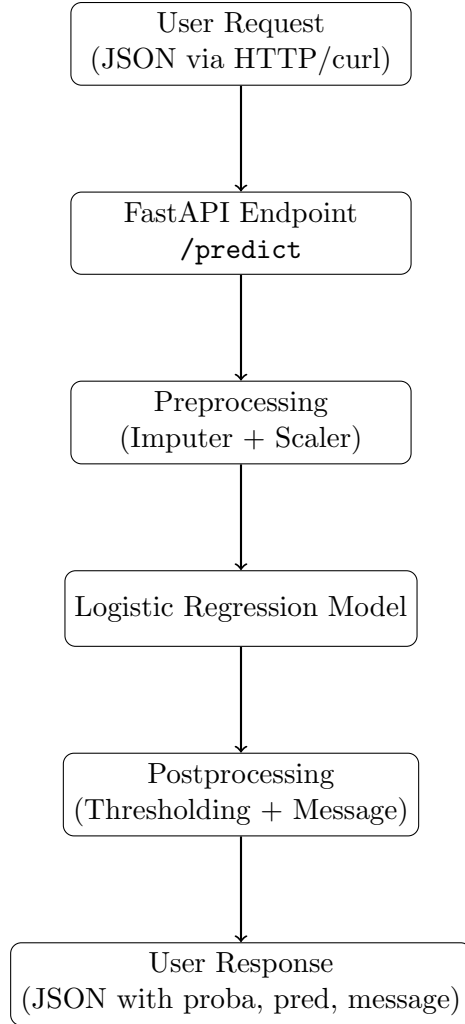 User Request
(JSON via HTTP/curl)
FastAPI Endpoint
/predict
Preprocessing
(Imputer + Scaler)
Logistic Regression Model
Postprocessing
(Thresholding + Message)
User Response
(JSON with proba, pred, message)